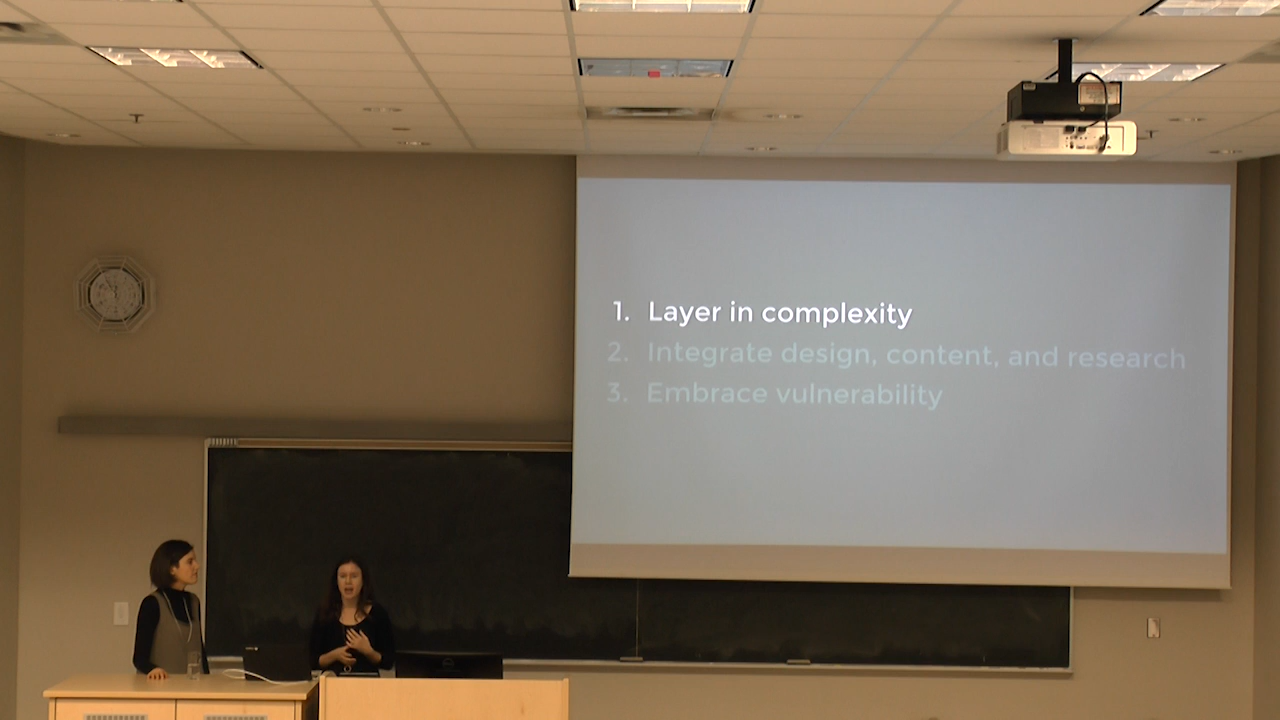 1. Layer in complexity
2. Integrate design, content, and research
3. Embrace vulnerability